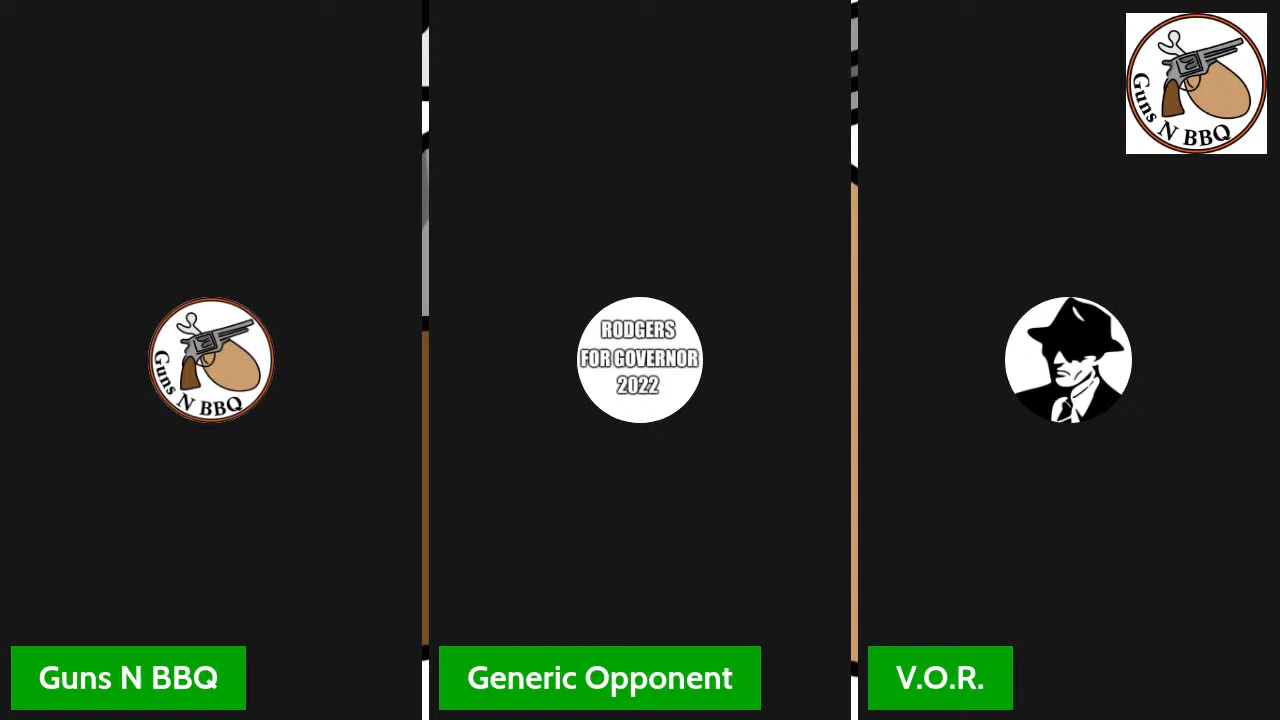 Guns N BBQ
Guns N BBQ
RODGERS
FOR GOVERNOR
2022
Guns N BBQ
Generic Opponent
V.O.R.